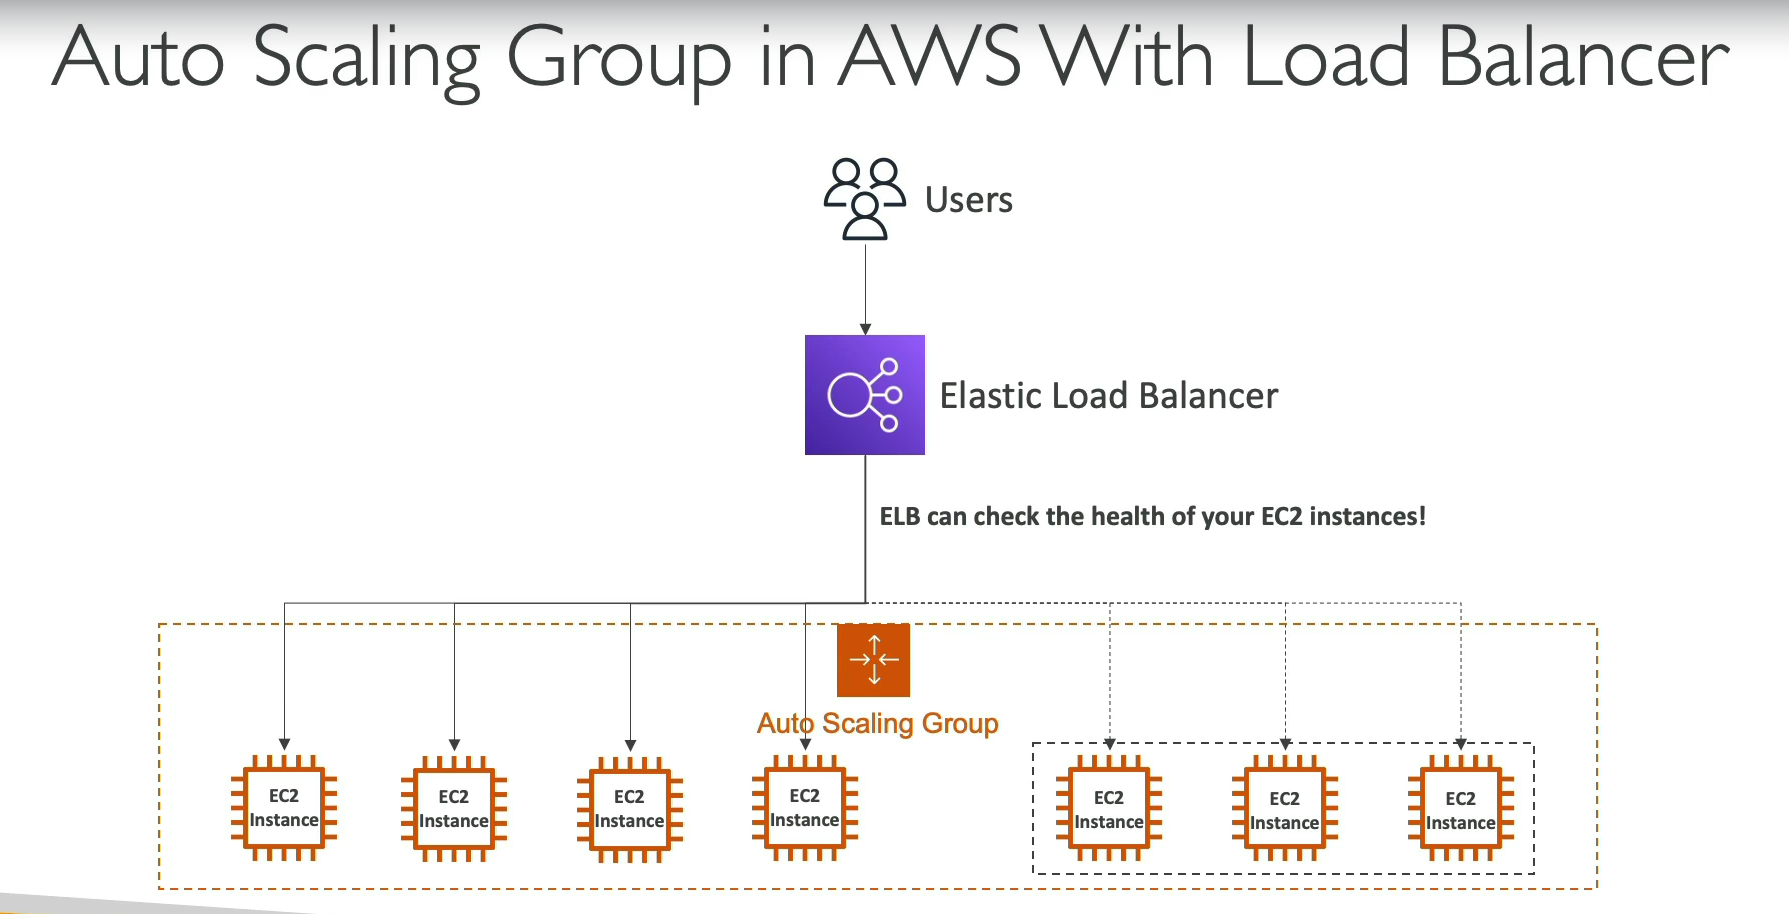 Auto Scaling Group in AWS With Load Balancer
Users
Elastic Load Balancer
ELB can check the health of your EC2 instances!
Auto Scaling Group
EC2
Instance
EC2
Instance
EC2
Instance
EC2
Instance
EC2
Instance
EC2
Instance
EC2
Instance